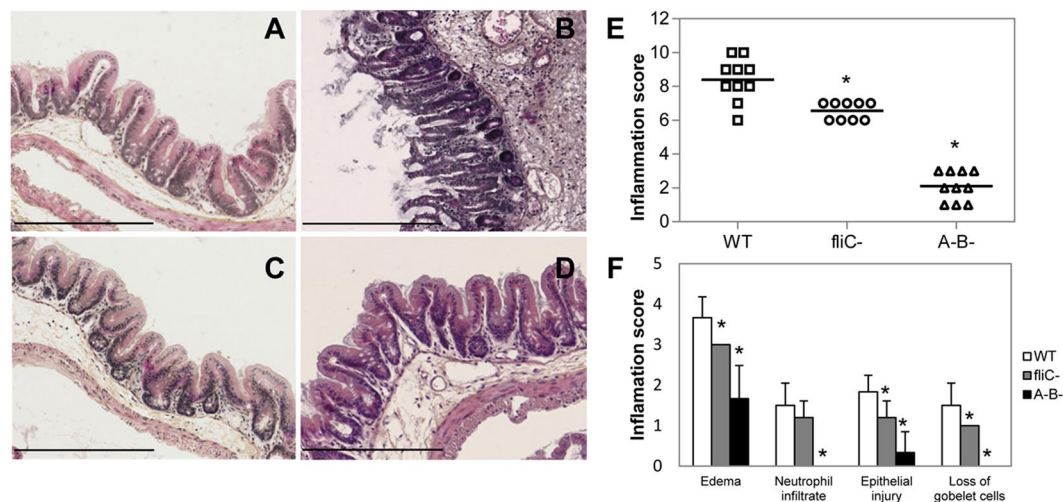 A
B
C
D
E
Inflammation score
12
10
8
6
4
2
0
*
*
WT
fliC-
A-B-
F
Inflamation score
5
4
3
2
1
0
*
*
*
*
*
*
*
WT
fliC-
A-B-
Edema
Neutrophil
infiltrate
Epithelial
injury
Loss of
gobelet cells